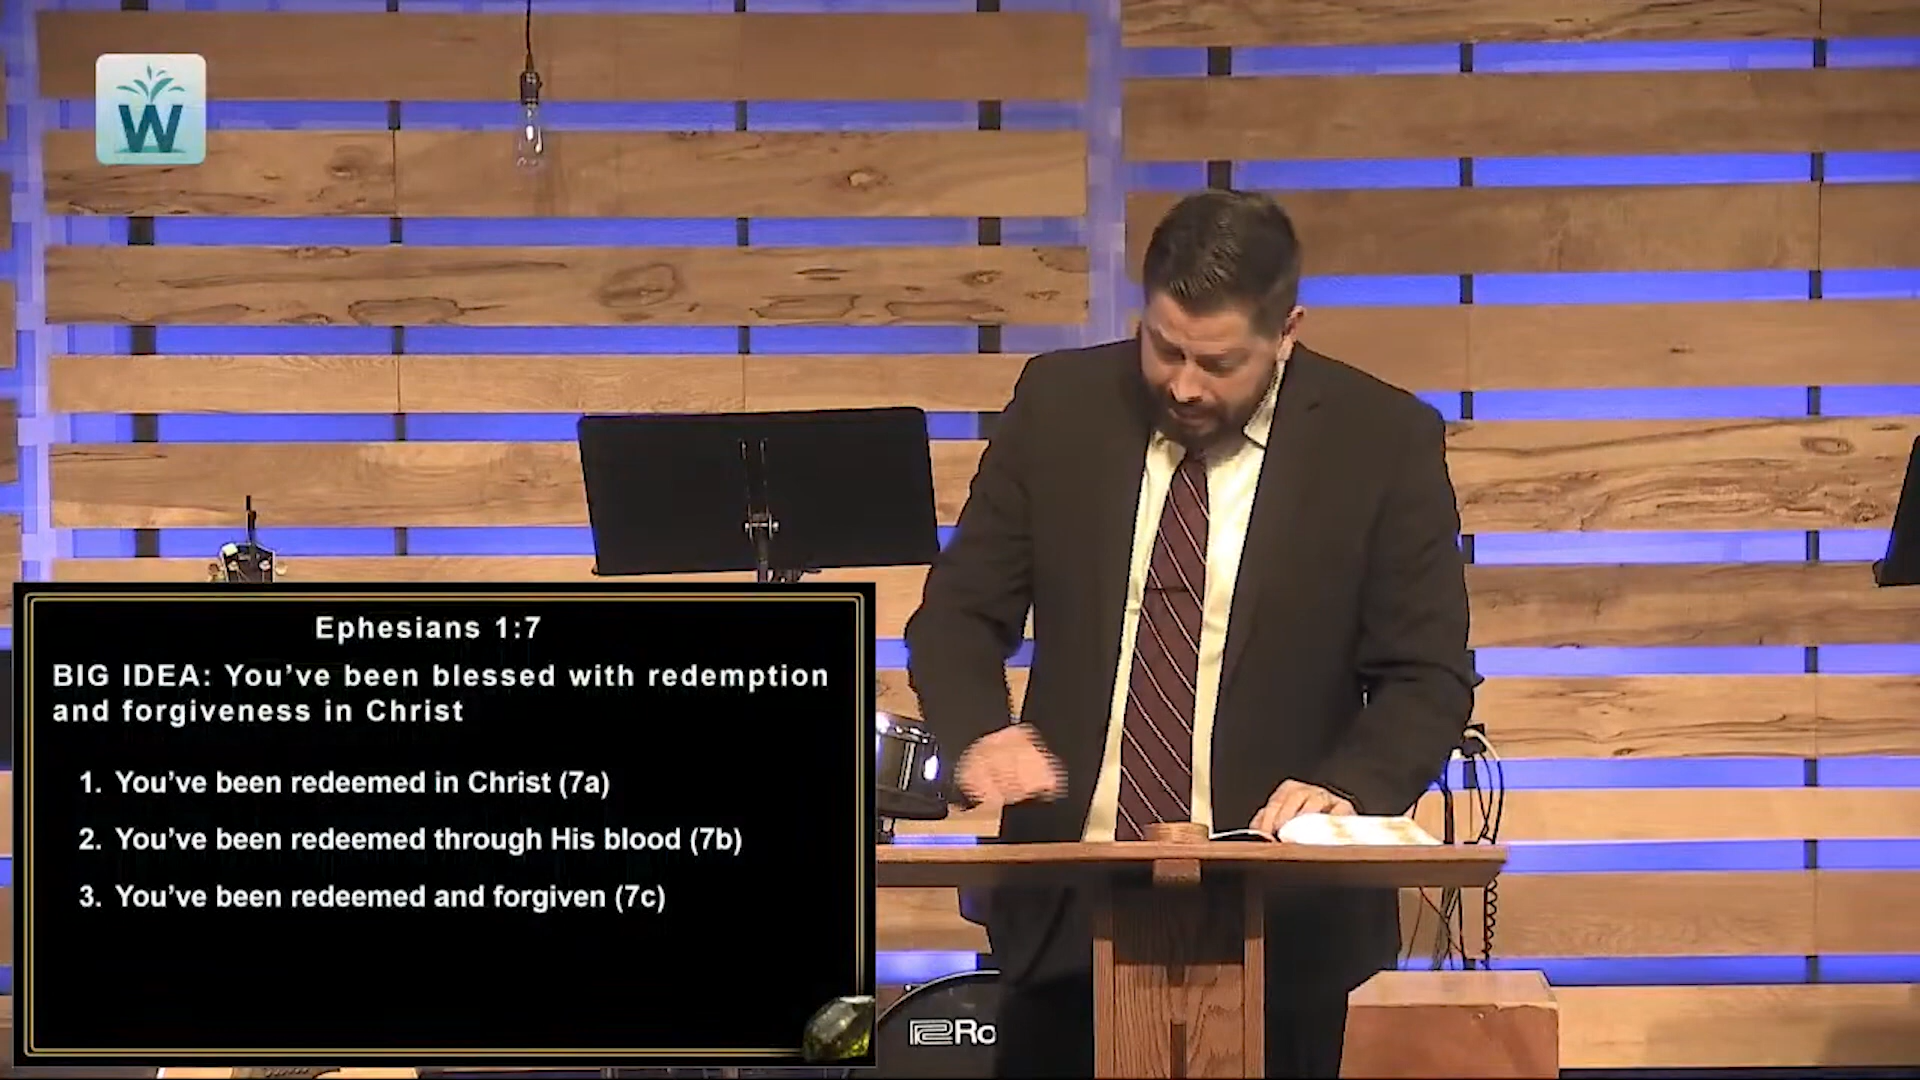 W
Ephesians 1:7
BIG IDEA: You’ve been blessed with redemption
and forgiveness in Christ
1. You’ve been redeemed in Christ (7a)
2. You’ve been redeemed through His blood (7b)
3. You’ve been redeemed and forgiven (7c)
Ro